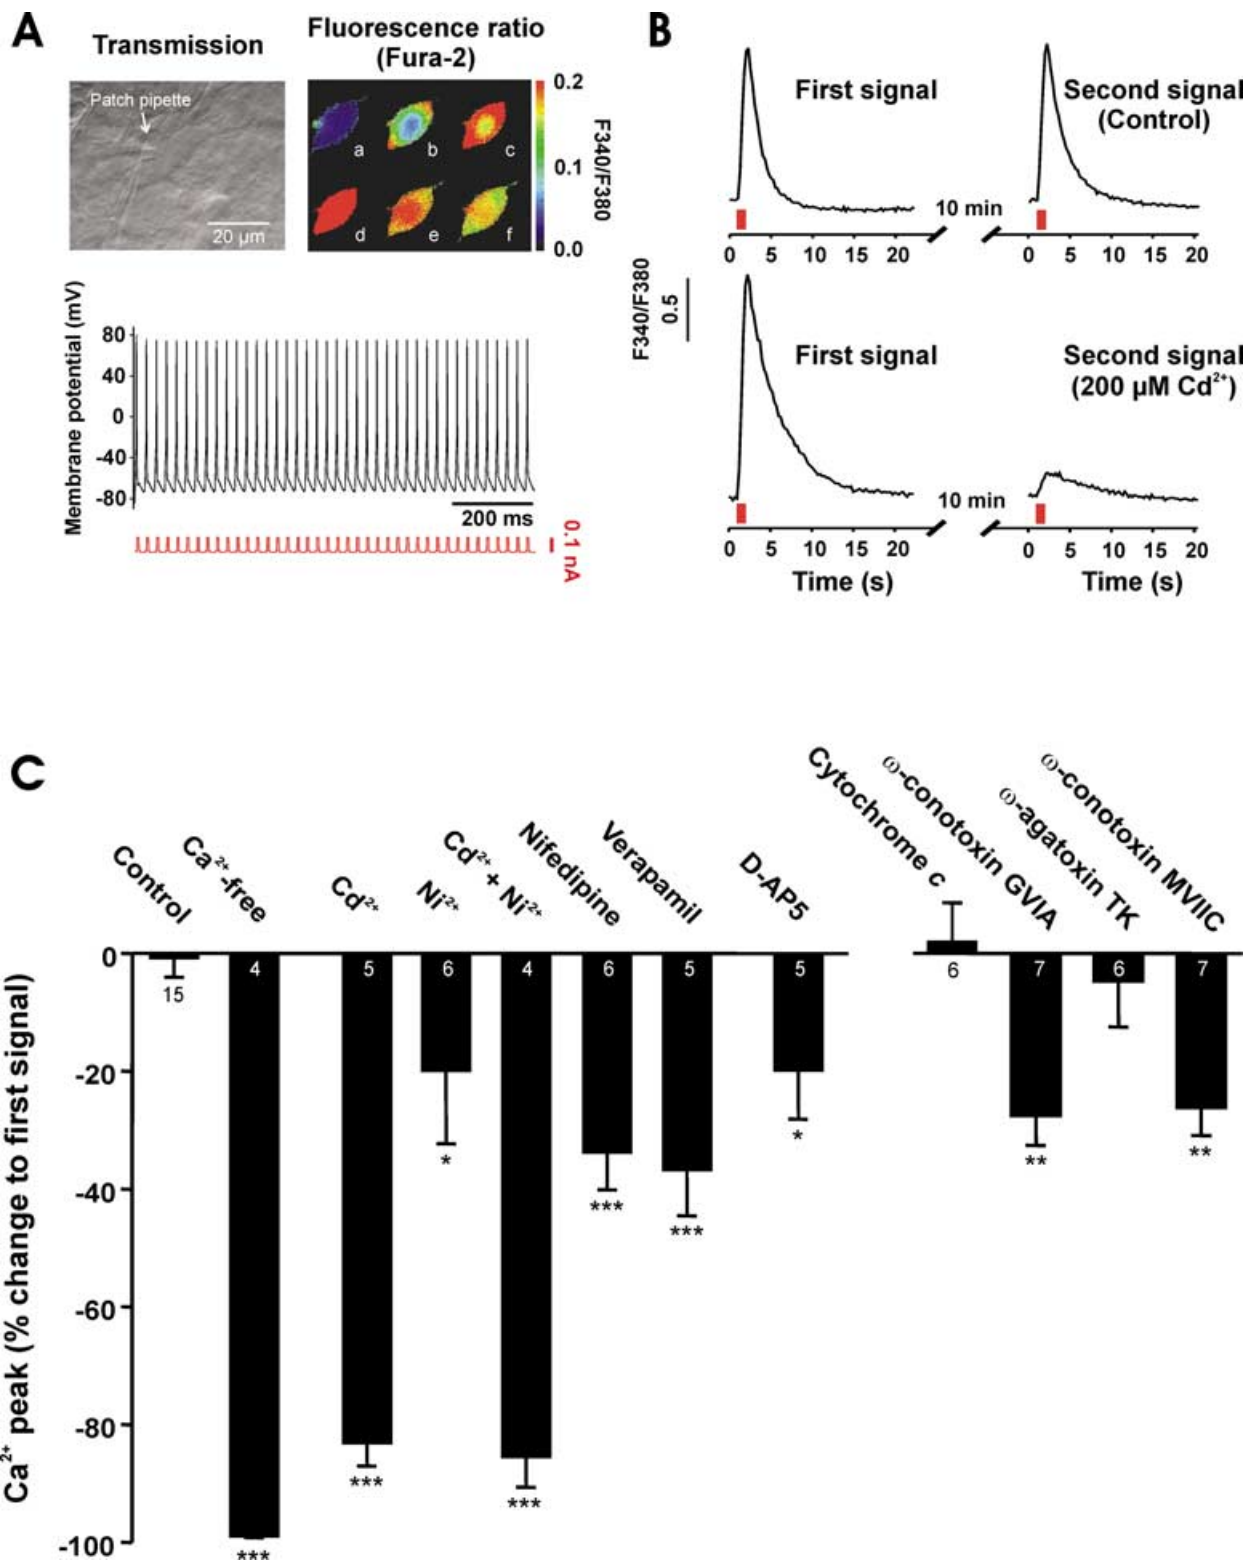 A
Transmission
Fluorescence ratio
(Fura-2)
Patch pipette
20 µm
a
b
c
d
e
f
0.2
0.1
0.0
F340/F380
Membrane potential (mV)
80
40
0
-40
-80
200 ms
0.1 nA
B
First signal
Second signal
(Control)
10 min
0 5 10 15 20
0 5 10 15 20
F340/F380
0.5
First signal
Second signal
(200 µM Cd²⁺)
10 min
0 5 10 15 20
0 5 10 15 20
Time (s)
Time (s)
C
Control
Ca²⁺-free
Cd²⁺
Ni²⁺
Cd²⁺+ Ni²⁺
Nifedipine
Verapamil
D-AP5
Cytochrome c
ω-conotoxin GVIA
ω-agatoxin TK
ω-conotoxin MVIIC
Ca²⁺ peak (% change to first signal)
0
-20
-40
-60
-80
-100
15
4
5
6
4
6
5
5
6
7
6
7
*
*
**
**
***
***
***
***
***